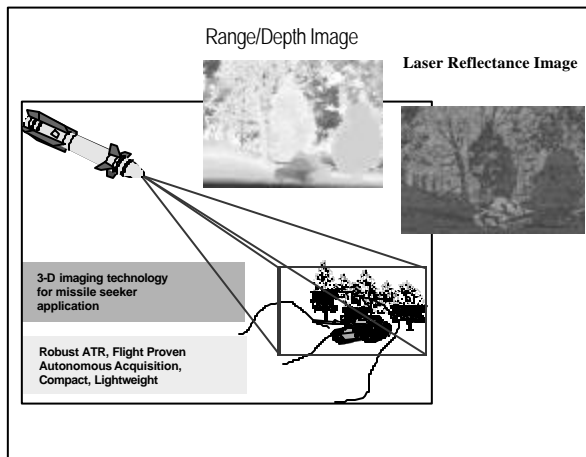 Range/Depth Image
Laser Reflectance Image
3-D imaging technology
for missile seeker
application
Robust ATR, Flight Proven
Autonomous Acquisition,
Compact, Lightweight